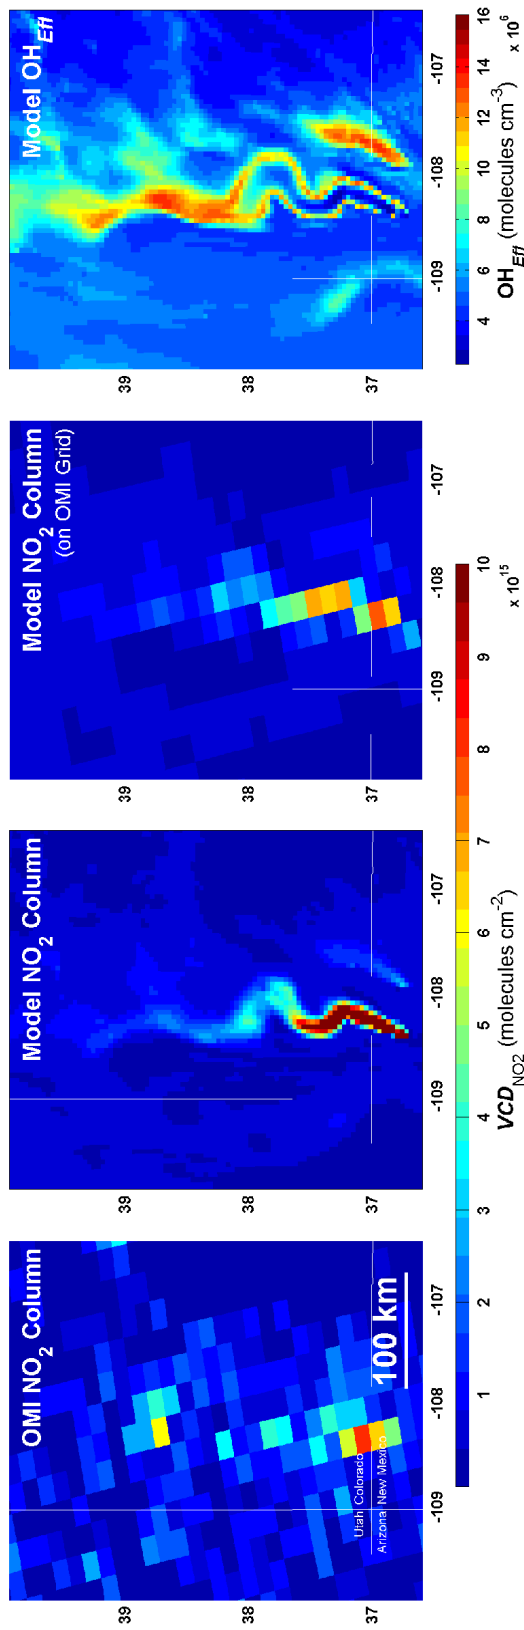 OMI NO2 Column
39
38
37
-109
-108
-107
Utah Colorado
Arizona New Mexico
100 km
Model NO2 Column
39
38
37
-109
-108
-107
Model NO2 Column
(on OMI Grid)
39
38
37
-109
-108
-107
Model OHEff
39
38
37
-109
-108
-107
1 2 3 4 5 6 7 8 9 10
x 10^15
VCDNO2 (molecules cm-2)
4 6 8 10 12 14 16
x 10^6
OHEff (molecules cm-3)